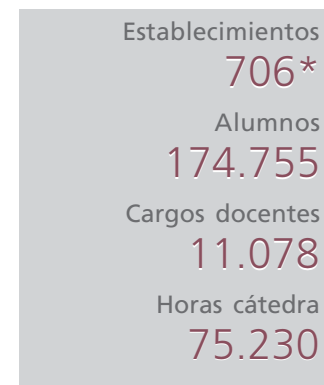 Establecimientos
706*
Alumnos
174.755
Cargos docentes
11.078
Horas cátedra
75.230